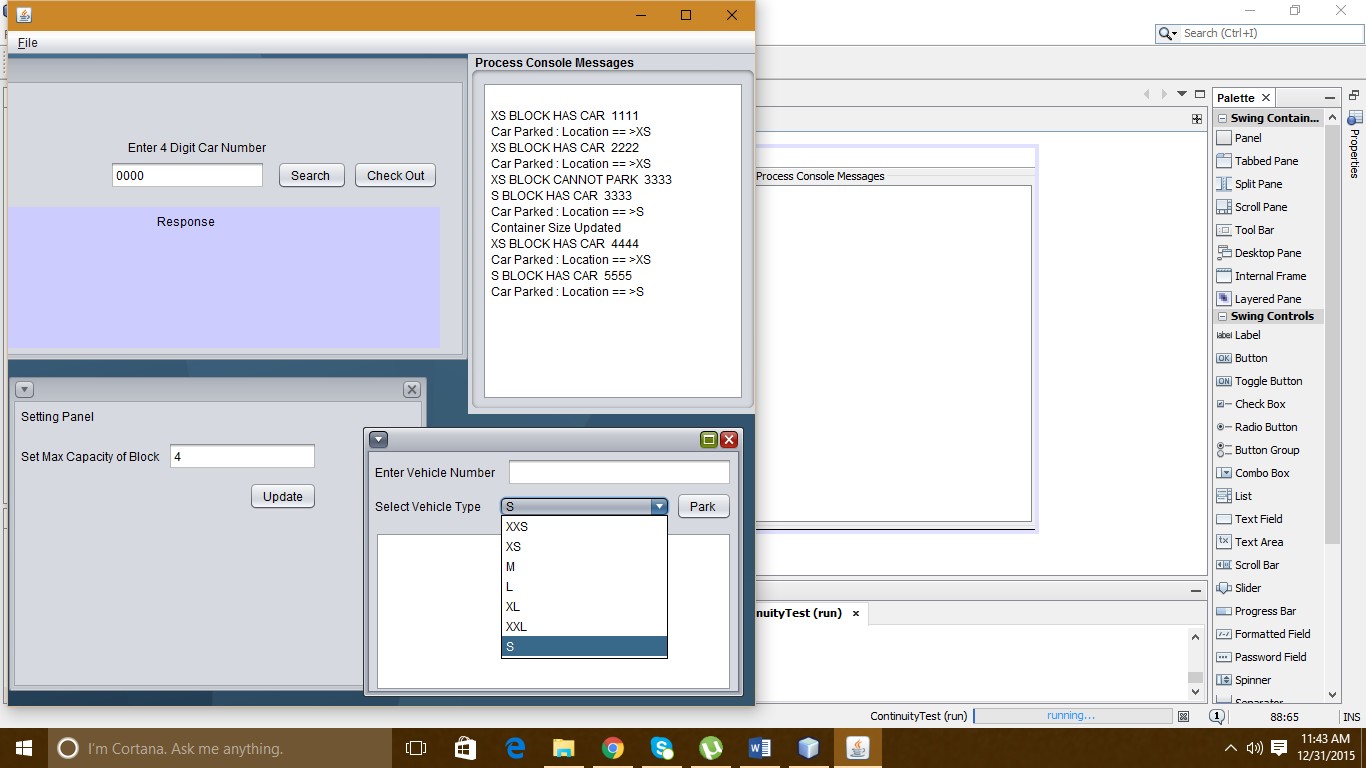 File
Process Console Messages
XS BLOCK HAS CAR 1111
Car Parked : Location == >XS
XS BLOCK HAS CAR 2222
Car Parked : Location == >XS
XS BLOCK CANNOT PARK 3333
S BLOCK HAS CAR 3333
Car Parked : Location == >S
Container Size Updated
XS BLOCK HAS CAR 4444
Car Parked : Location == >XS
S BLOCK HAS CAR 5555
Car Parked : Location == >S
Enter 4 Digit Car Number
0000 Search Check Out
Response
Setting Panel
Set Max Capacity of Block 4
Update
Enter Vehicle Number
Select Vehicle Type S Park
XXS
XS
M
L
XL
XXL
S
Search (Ctrl+I)
Process Console Messages
nuityTest (run)
Palette
Swing Contain...
Panel
Tabbed Pane
Split Pane
Scroll Pane
Tool Bar
Desktop Pane
Internal Frame
Layered Pane
Swing Controls
label Label
OK Button
ON Toggle Button
Check Box
Radio Button
Button Group
Combo Box
List
Text Field
Text Area
Scroll Bar
Slider
Progress Bar
Formatted Field
Password Field
Spinner
Properties
ContinuityTest (run) running... 1 88:65 INS
I'm Cortana. Ask me anything.
11:43 AM
12/31/2015